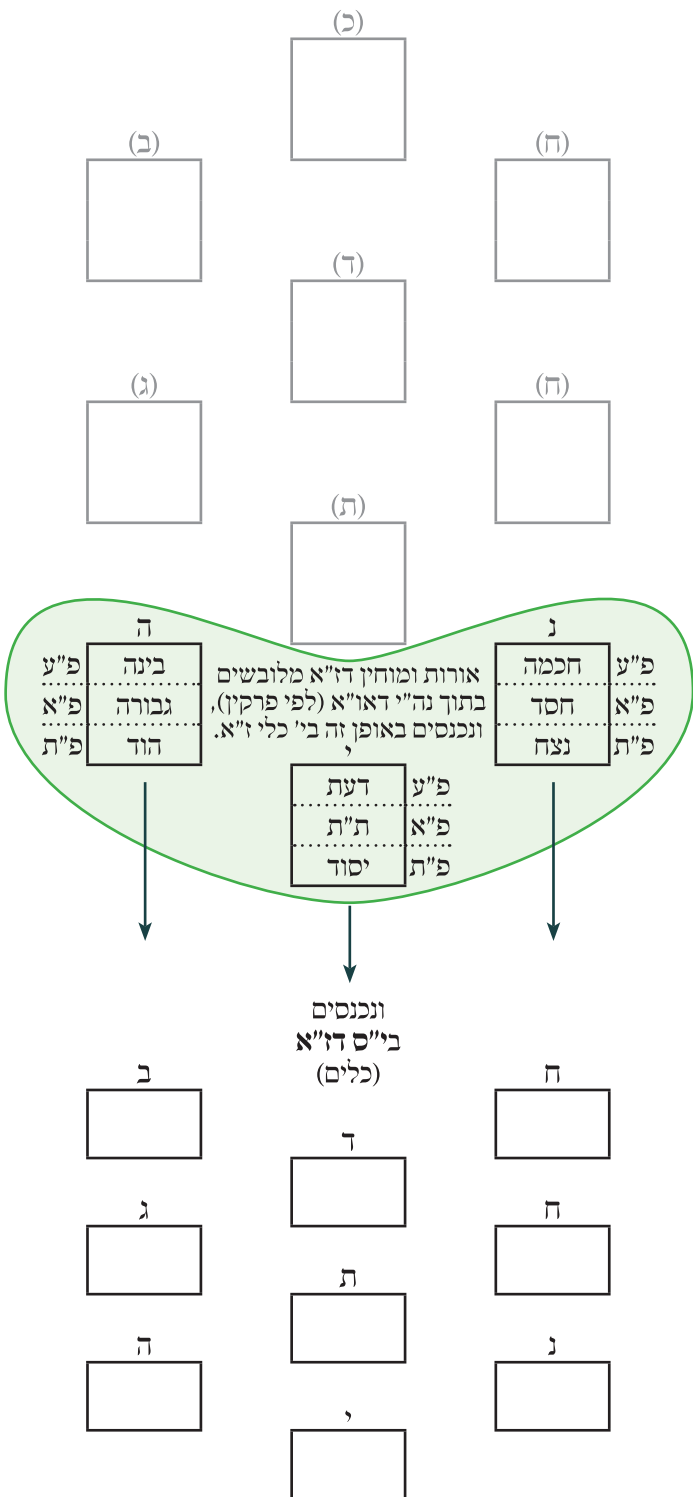 (כ)
(ח)
(ב)
(ד)
(ח)
(ג)
(ת)
נ
ה
פ"ע חכמה
פ"א חסד
פ"ת נצח
אורות ומוחין דז"א מלובשים
בתוך נה"י דאו"א (לפי פרקין),
ונכנסים באופן זה בי' כלי ז"א.
בינה פ"ע
גבורה פ"א
הוד פ"ת
י
פ"ע דעת
פ"א ת"ת
פ"ת יסוד
ונכנסים
בי"ס דז"א
(כלים)
ח
ב
ד
ח
ג
ת
נ
ה
י